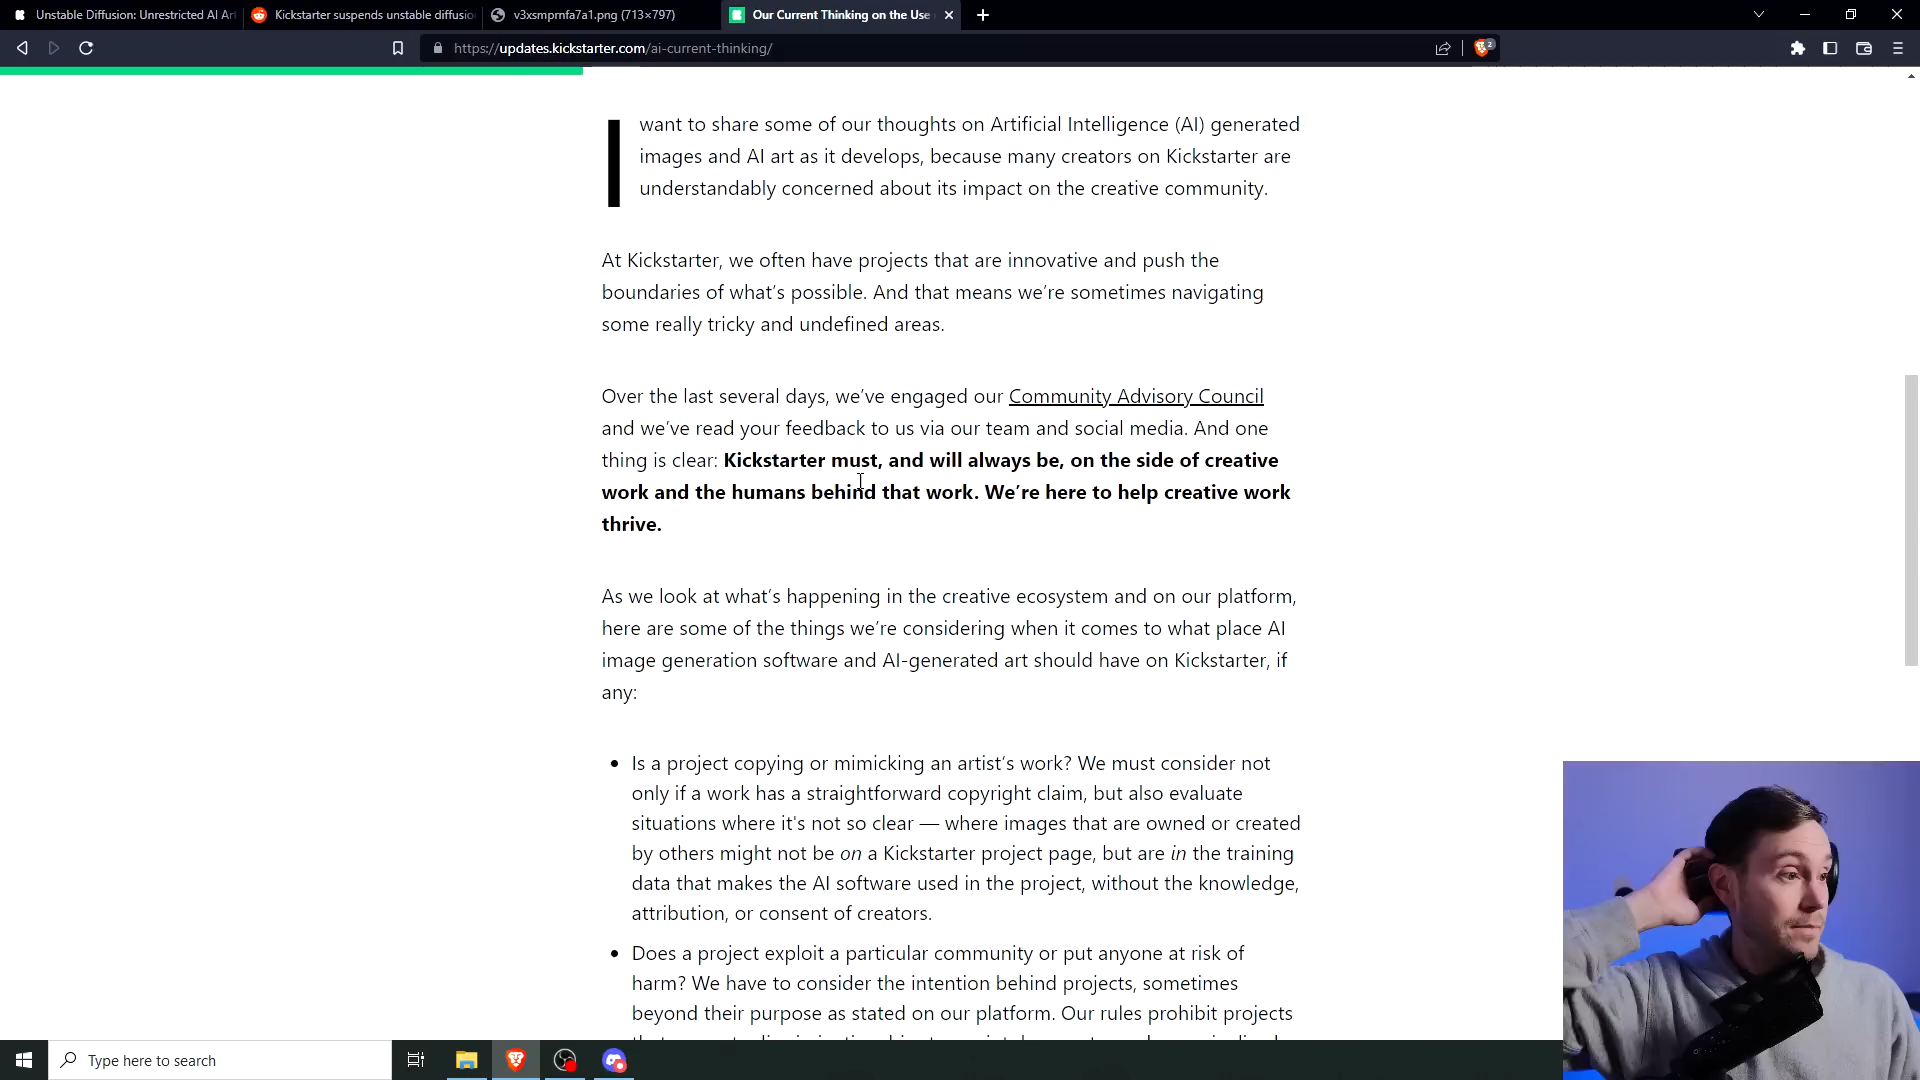 Unstable Diffusion: Unrestricted AI Ar
Kickstarter suspends unstable diffusio
v3xsmprnfa7a1.png (713×797)
Our Current Thinking on the Use
https://updates.kickstarter.com/ai-current-thinking/
2
I want to share some of our thoughts on Artificial Intelligence (AI) generated
images and AI art as it develops, because many creators on Kickstarter are
understandably concerned about its impact on the creative community.
At Kickstarter, we often have projects that are innovative and push the
boundaries of what’s possible. And that means we’re sometimes navigating
some really tricky and undefined areas.
Over the last several days, we’ve engaged our Community Advisory Council
and we’ve read your feedback to us via our team and social media. And one
thing is clear: Kickstarter must, and will always be, on the side of creative
work and the humans behind that work. We’re here to help creative work
thrive.
As we look at what’s happening in the creative ecosystem and on our platform,
here are some of the things we’re considering when it comes to what place AI
image generation software and AI-generated art should have on Kickstarter, if
any:
• Is a project copying or mimicking an artist’s work? We must consider not
only if a work has a straightforward copyright claim, but also evaluate
situations where it's not so clear — where images that are owned or created
by others might not be on a Kickstarter project page, but are in the training
data that makes the AI software used in the project, without the knowledge,
attribution, or consent of creators.
• Does a project exploit a particular community or put anyone at risk of
harm? We have to consider the intention behind projects, sometimes
beyond their purpose as stated on our platform. Our rules prohibit projects
Type here to search